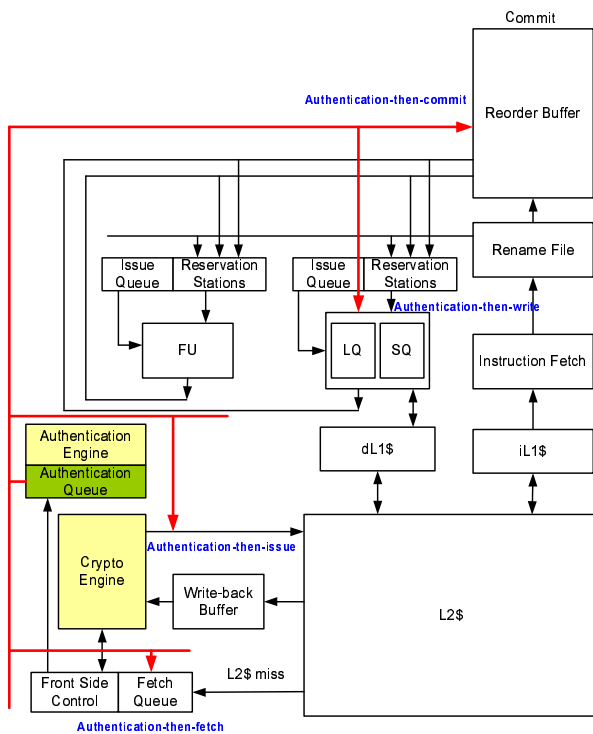 Commit
Authentication-then-commit
Reorder Buffer
Rename File
Issue
Queue
Reservation
Stations
Issue
Queue
Reservation
Stations
Authentication-then-write
FU
LQ
SQ
Instruction Fetch
Authentication
Engine
Authentication
Queue
dL1$
iL1$
Authentication-then-issue
Crypto
Engine
Write-back
Buffer
L2$
L2$ miss
Front Side
Control
Fetch
Queue
Authentication-then-fetch